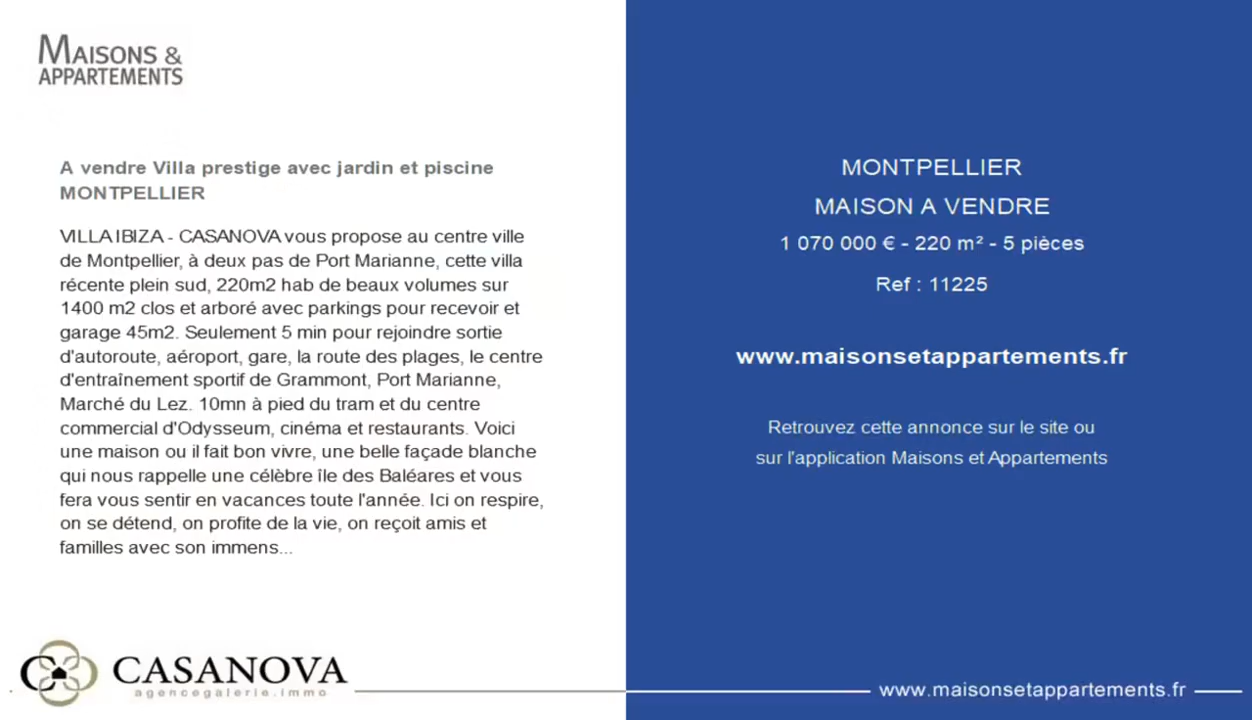 MAISONS &
APPARTEMENTS
A vendre Villa prestige avec jardin et piscine
MONTPELLIER
VILLA IBIZA - CASANOVA vous propose au centre ville
de Montpellier, à deux pas de Port Marianne, cette villa
récente plein sud, 220m2 hab de beaux volumes sur
1400 m2 clos et arboré avec parkings pour recevoir et
garage 45m2. Seulement 5 min pour rejoindre sortie
d'autoroute, aéroport, gare, la route des plages, le centre
d'entraînement sportif de Grammont, Port Marianne,
Marché du Lez. 10mn à pied du tram et du centre
commercial d'Odysseum, cinéma et restaurants. Voici
une maison ou il fait bon vivre, une belle façade blanche
qui nous rappelle une célèbre île des Baléares et vous
fera vous sentir en vacances toute l'année. Ici on respire,
on se détend, on profite de la vie, on reçoit amis et
familles avec son immens...
CASANOVA
agencegalerie.immo
MONTPELLIER
MAISON A VENDRE
1 070 000 € - 220 m² - 5 pièces
Ref : 11225
www.maisonsetappartements.fr
Retrouvez cette annonce sur le site ou
sur l'application Maisons et Appartements
www.maisonsetappartements.fr